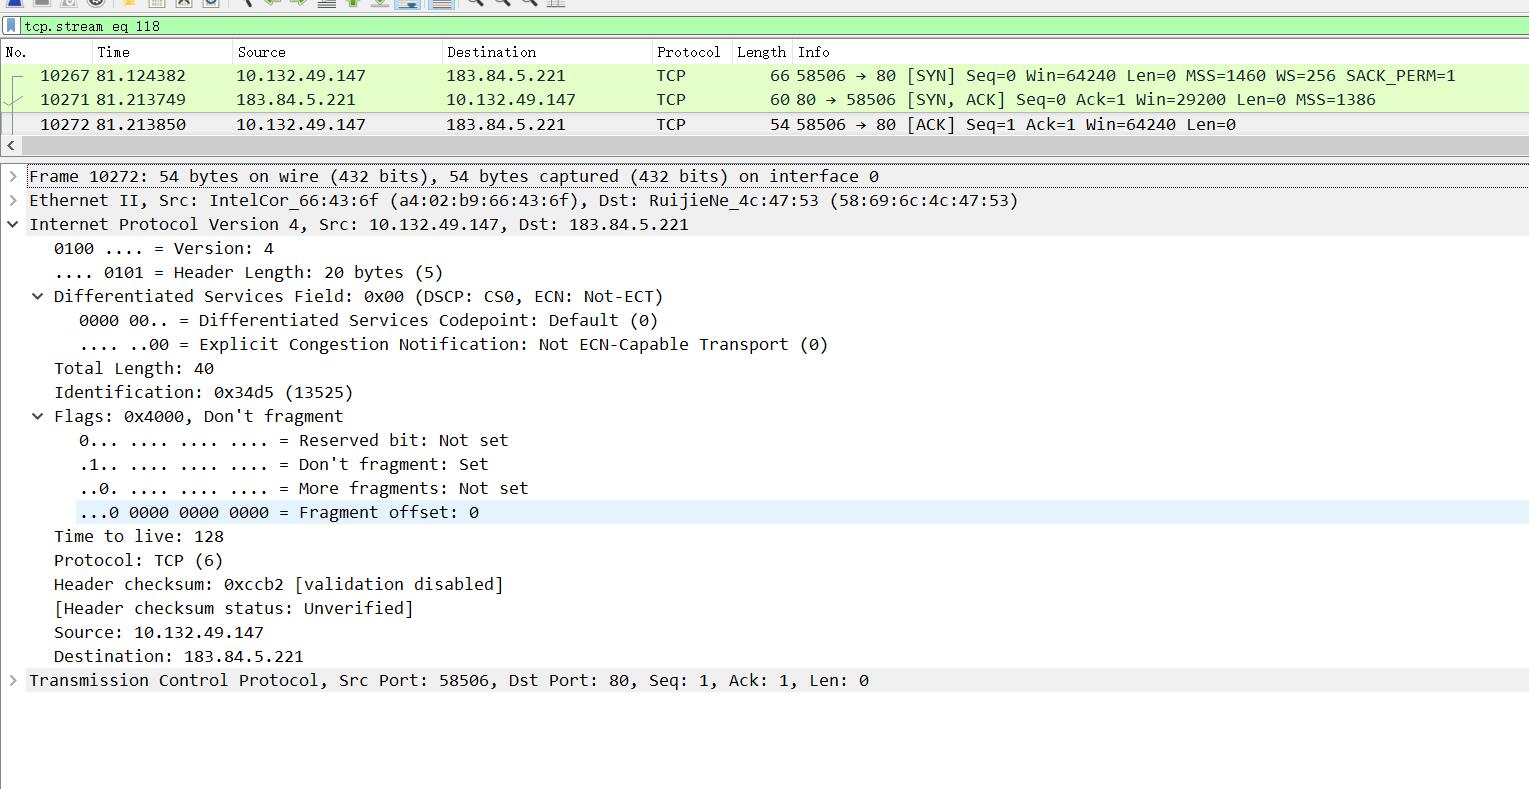 tcp.stream eq 118
No. Time Source Destination Protocol Length Info
10267 81.124382 10.132.49.147 183.84.5.221 TCP 66 58506 → 80 [SYN] Seq=0 Win=64240 Len=0 MSS=1460 WS=256 SACK_PERM=1
10271 81.213749 183.84.5.221 10.132.49.147 TCP 60 80 → 58506 [SYN, ACK] Seq=0 Ack=1 Win=29200 Len=0 MSS=1386
10272 81.213850 10.132.49.147 183.84.5.221 TCP 54 58506 → 80 [ACK] Seq=1 Ack=1 Win=64240 Len=0
Frame 10272: 54 bytes on wire (432 bits), 54 bytes captured (432 bits) on interface 0
Ethernet II, Src: IntelCor_66:43:6f (a4:02:b9:66:43:6f), Dst: RuijieNe_4c:47:53 (58:69:6c:4c:47:53)
Internet Protocol Version 4, Src: 10.132.49.147, Dst: 183.84.5.221
0100 .... = Version: 4
.... 0101 = Header Length: 20 bytes (5)
Differentiated Services Field: 0x00 (DSCP: CS0, ECN: Not-ECT)
0000 00.. = Differentiated Services Codepoint: Default (0)
.... ..00 = Explicit Congestion Notification: Not ECN-Capable Transport (0)
Total Length: 40
Identification: 0x34d5 (13525)
Flags: 0x4000, Don't fragment
0... .... .... .... = Reserved bit: Not set
.1.. .... .... .... = Don't fragment: Set
..0. .... .... .... = More fragments: Not set
...0 0000 0000 0000 = Fragment offset: 0
Time to live: 128
Protocol: TCP (6)
Header checksum: 0xccb2 [validation disabled]
[Header checksum status: Unverified]
Source: 10.132.49.147
Destination: 183.84.5.221
Transmission Control Protocol, Src Port: 58506, Dst Port: 80, Seq: 1, Ack: 1, Len: 0